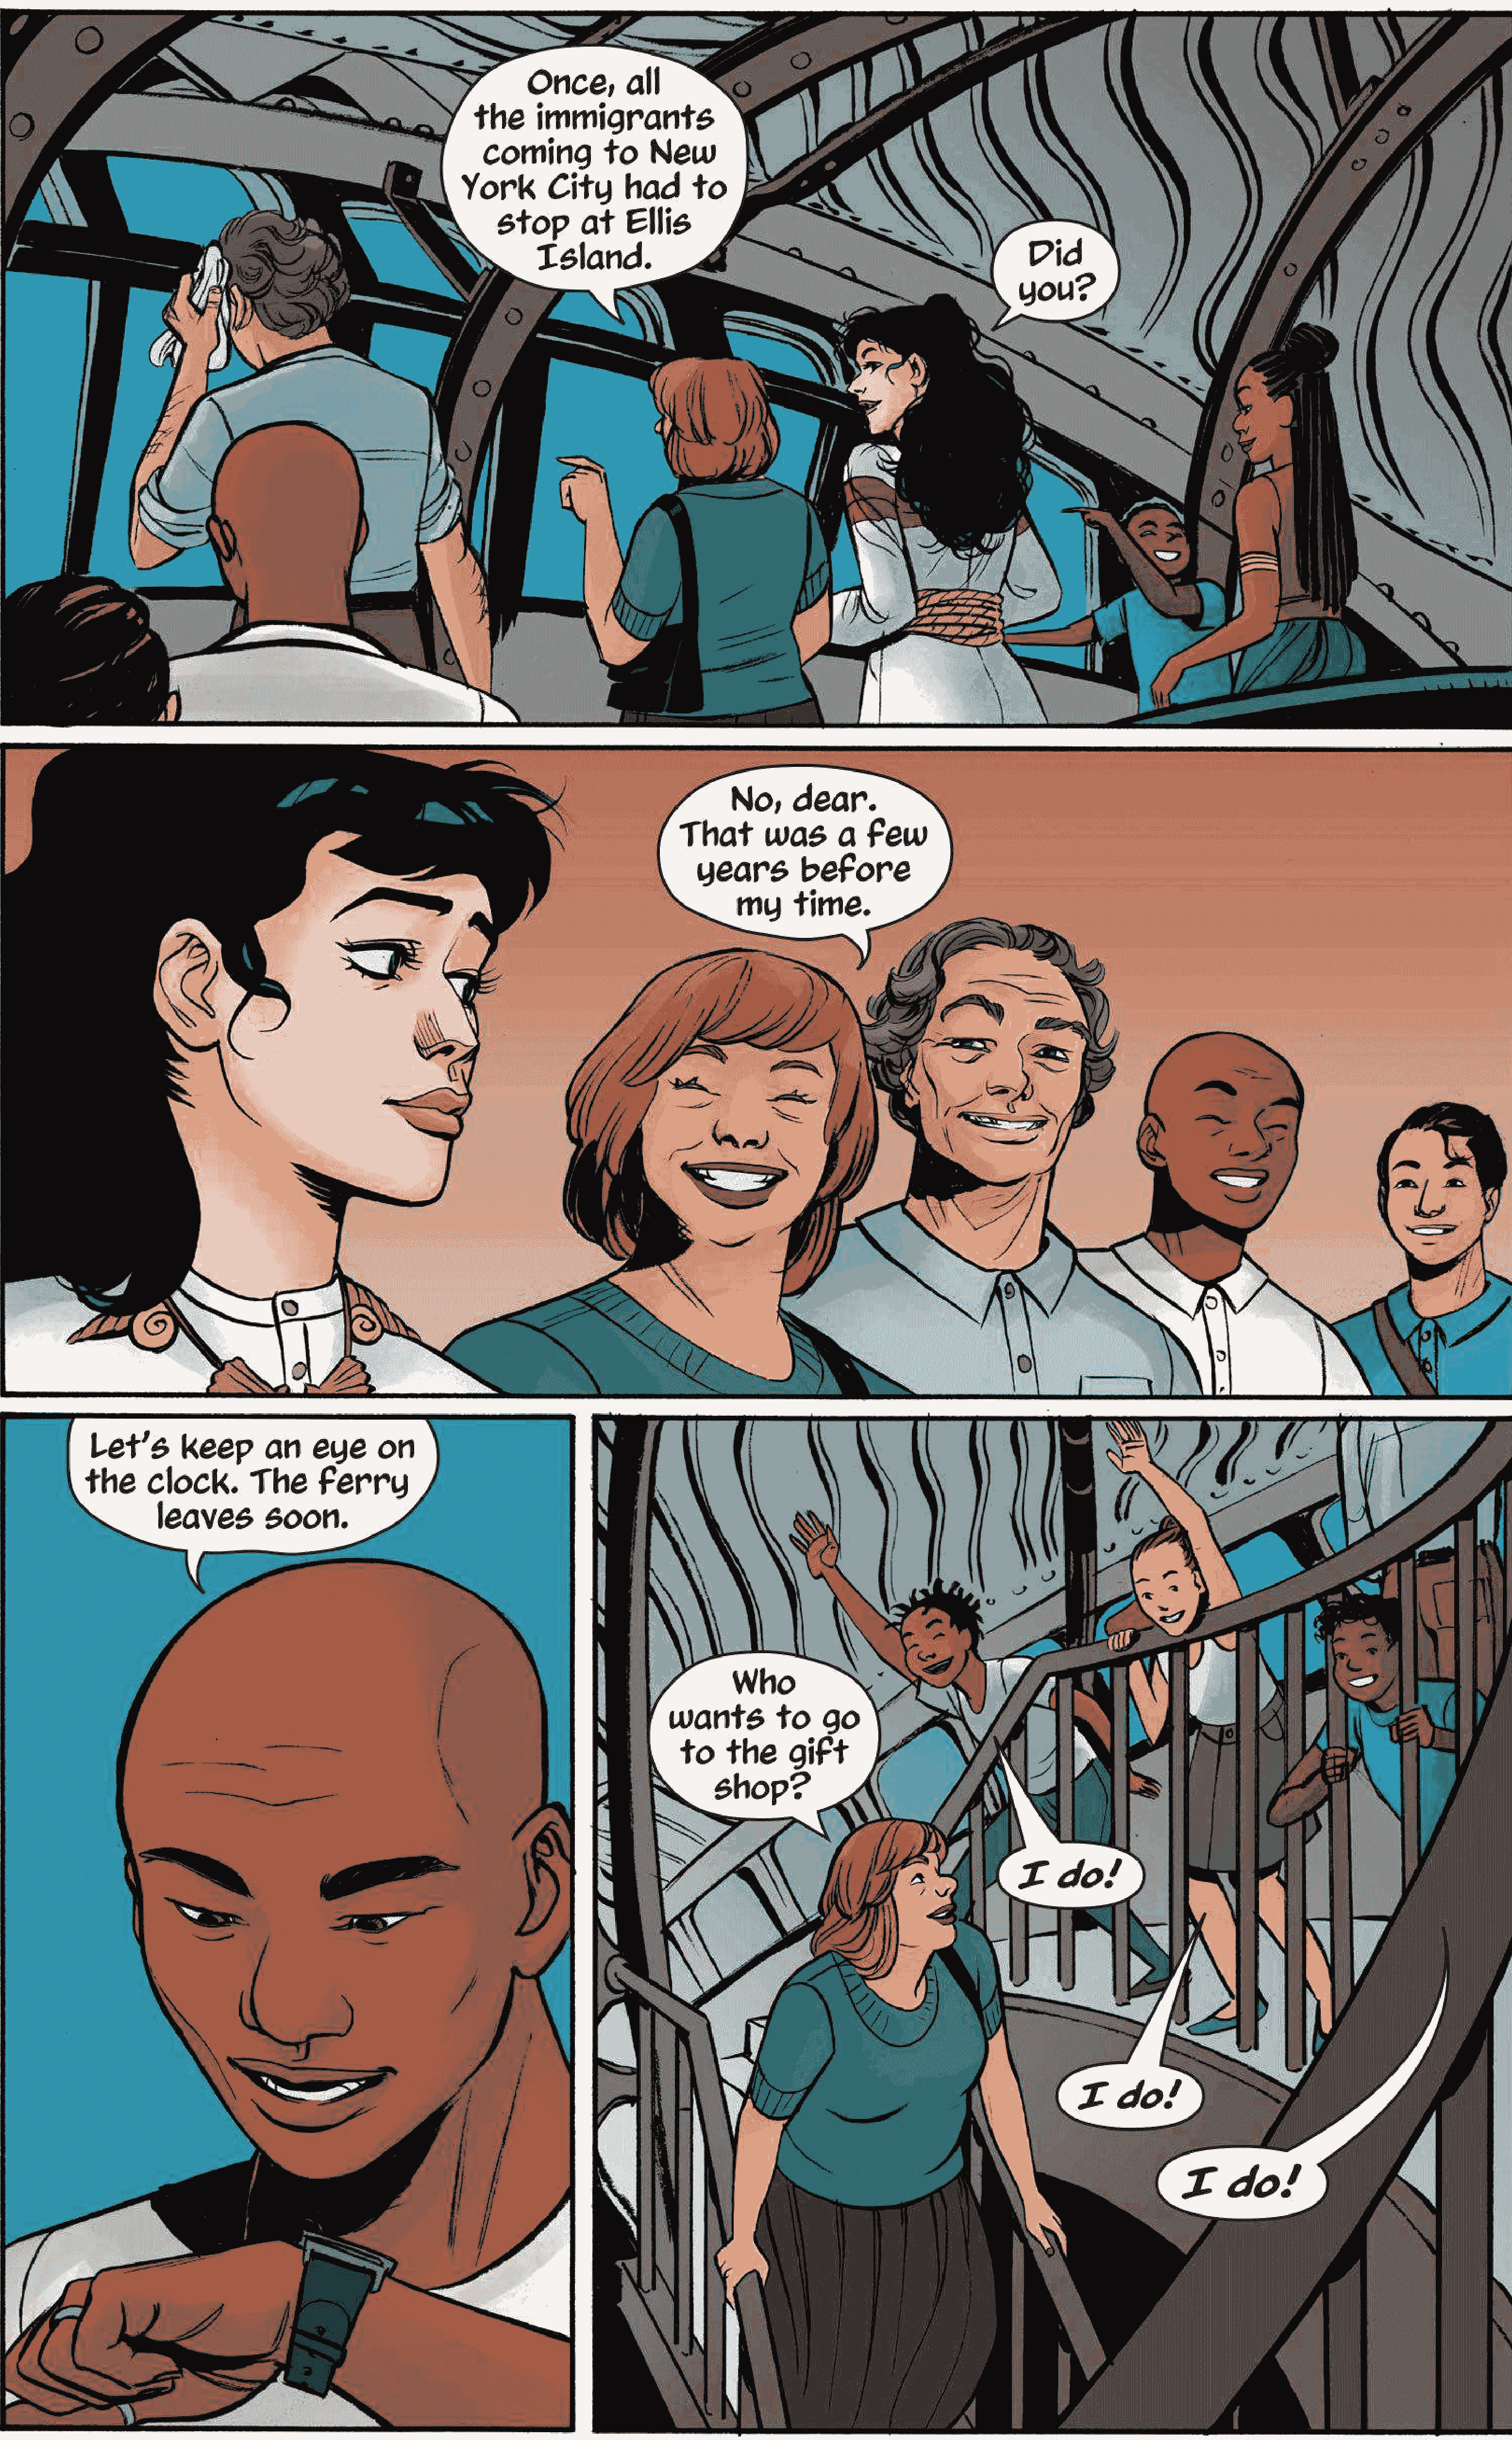 Once, all
the immigrants
coming to New
York City had to
stop at Ellis
Island.
Did
you?
No, dear.
That was a few
years before
my time.
Let's keep an eye on
the clock. The ferry
leaves soon.
Who
wants to go
to the gift
shop?
I do!
I do!
I do!